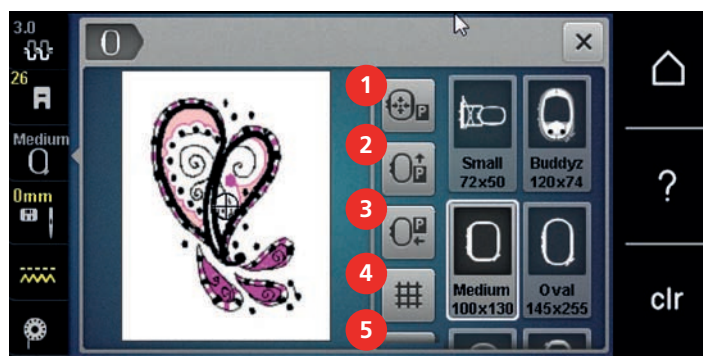 3.0
26
Medium
0mm
1
P
2
P
3
P
4
5
Small
72x50
Buddyz
120x74
Medium
100x130
Oval
145x255
?
clr